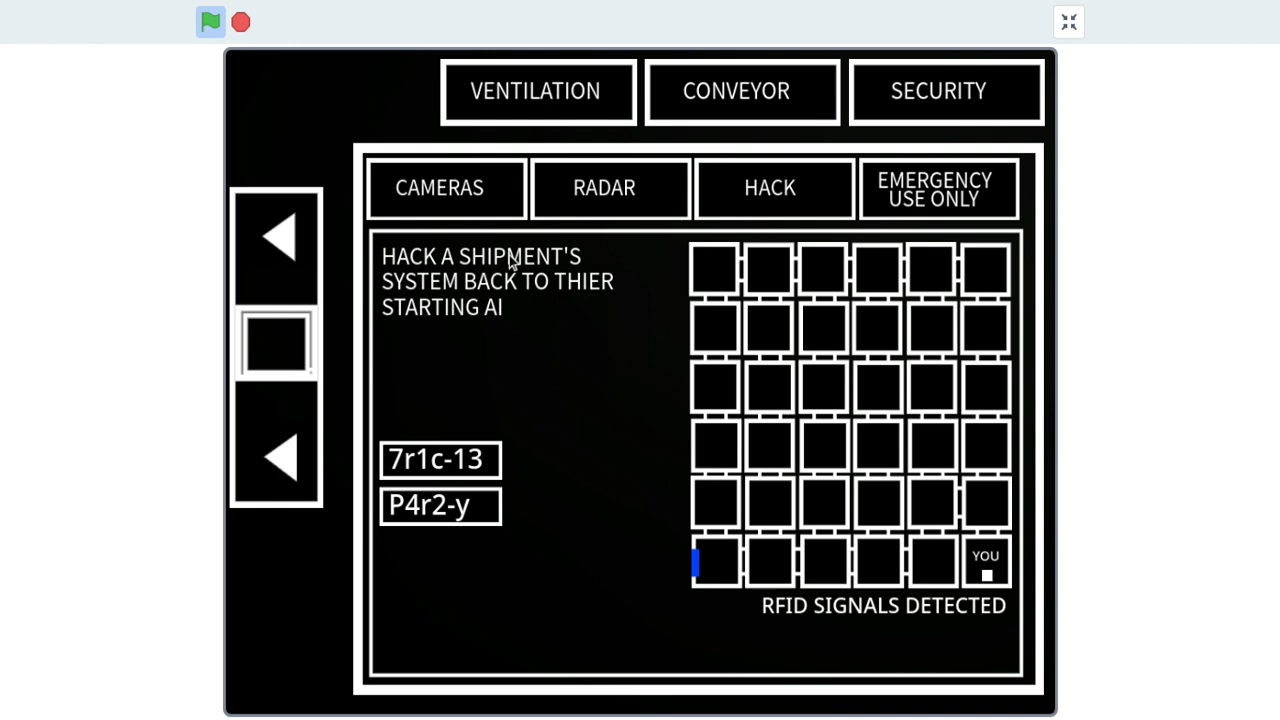 VENTILATION
CONVEYOR
SECURITY
CAMERAS
RADAR
HACK
EMERGENCY
USE ONLY
HACK A SHIPMENT'S
SYSTEM BACK TO THIER
STARTING AI
7r1c-13
P4r2-y
YOU
RFID SIGNALS DETECTED